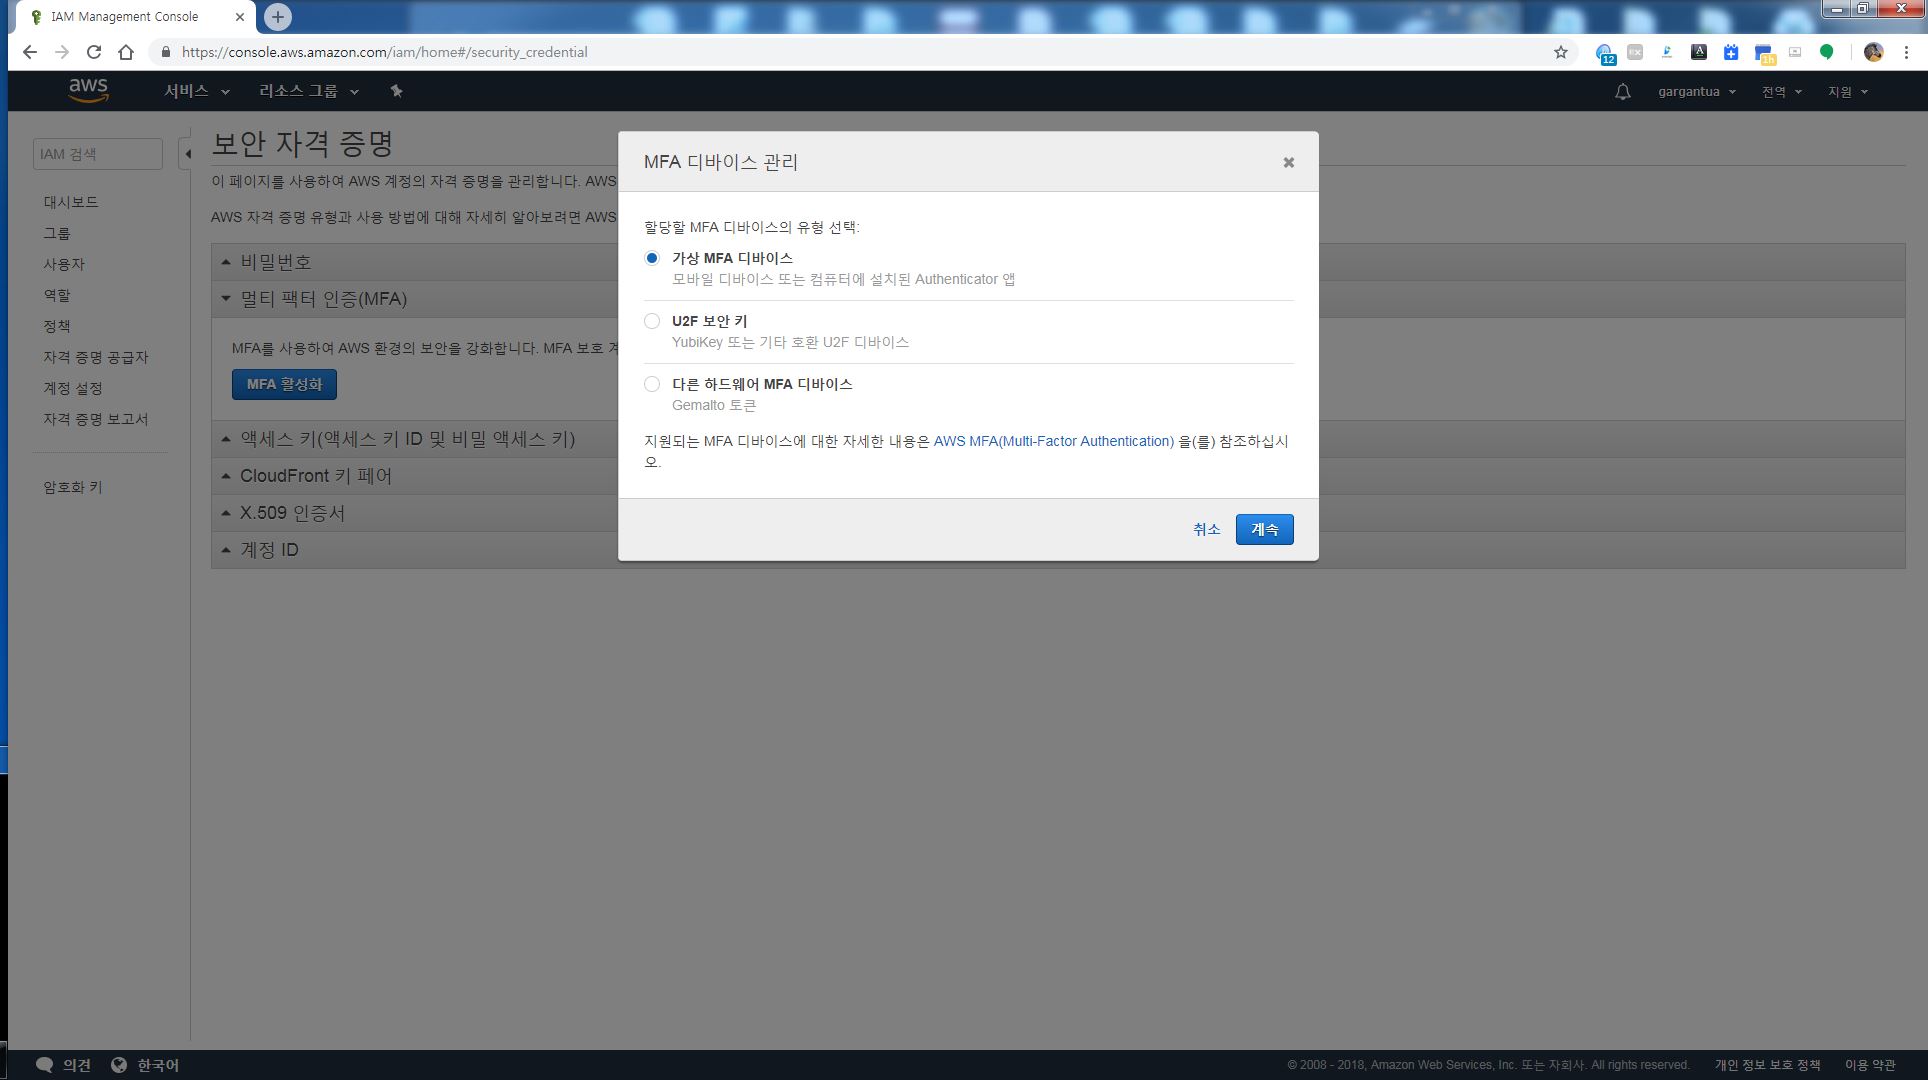 IAM Management Console
https://console.aws.amazon.com/iam/home#/security_credential
12
EX
A
1h
aws
서비스
리소스 그룹
gargantua
전역
지원
IAM 검색
대시보드
그룹
사용자
역할
정책
자격 증명 공급자
계정 설정
자격 증명 보고서
암호화 키
보안 자격 증명
이 페이지를 사용하여 AWS 계정의 자격 증명을 관리합니다. AWS
AWS 자격 증명 유형과 사용 방법에 대해 자세히 알아보려면 AWS
비밀번호
멀티 팩터 인증(MFA)
MFA를 사용하여 AWS 환경의 보안을 강화합니다. MFA 보호 계
MFA 활성화
액세스 키(액세스 키 ID 및 비밀 액세스 키)
CloudFront 키 페어
X.509 인증서
계정 ID
MFA 디바이스 관리
할당할 MFA 디바이스의 유형 선택:
가상 MFA 디바이스
모바일 디바이스 또는 컴퓨터에 설치된 Authenticator 앱
U2F 보안 키
YubiKey 또는 기타 호환 U2F 디바이스
다른 하드웨어 MFA 디바이스
Gemalto 토큰
지원되는 MFA 디바이스에 대한 자세한 내용은 AWS MFA(Multi-Factor Authentication) 을(를) 참조하십시
오.
취소
계속
의견
한국어
© 2008 - 2018, Amazon Web Services, Inc. 또는 자회사. All rights reserved.
개인 정보 보호 정책
이용 약관